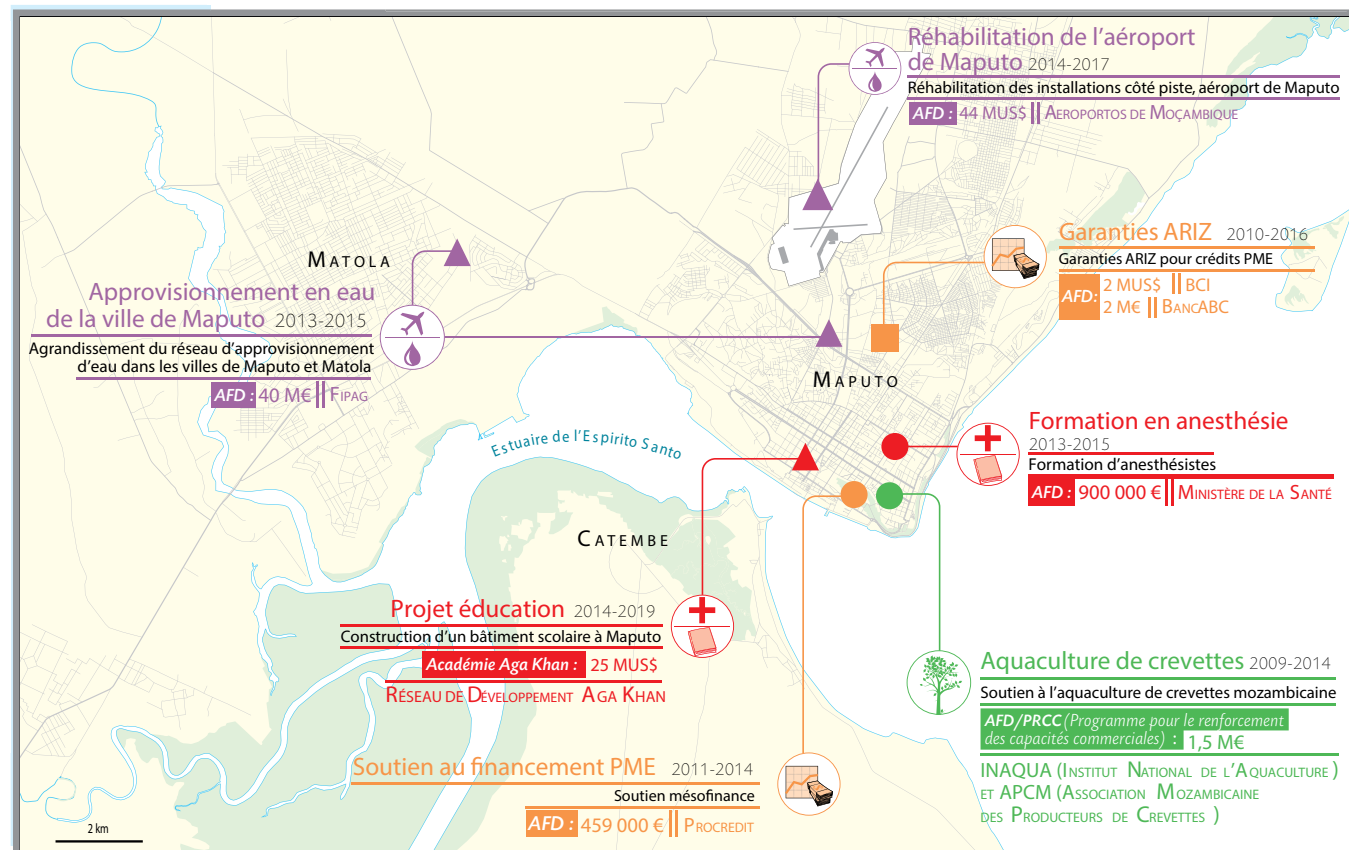 Réhabilitation de l'aéroport
de Maputo 2014-2017
Réhabilitation des installations côté piste, aéroport de Maputo
AFD : 44 MUS$ || AEROPORTOS DE MOÇAMBIQUE
Garanties ARIZ 2010-2016
Garanties ARIZ pour crédits PME
AFD: 2 MUS$ || BCI
2 M€ || BANCABC
MATOLA
Approvisionnement en eau
de la ville de Maputo 2013-2015
Agrandissement du réseau d'approvisionnement
d'eau dans les villes de Maputo et Matola
AFD : 40 M€ || FIPAG
MAPUTO
Estuaire de l'Espirito Santo
Formation en anesthésie
2013-2015
Formation d'anesthésistes
AFD : 900 000 € || MINISTÈRE DE LA SANTÉ
CATEMBE
Projet éducation 2014-2019
Construction d'un bâtiment scolaire à Maputo
Académie Aga Khan : 25 MUS$
RÉSEAU DE DÉVELOPPEMENT AGA KHAN
Aquaculture de crevettes 2009-2014
Soutien à l'aquaculture de crevettes mozambicaine
AFD/PRCC (Programme pour le renforcement
des capacités commerciales) : 1,5 M€
INAQUA (INSTITUT NATIONAL DE L'AQUACULTURE)
ET APCM (ASSOCIATION MOZAMBICAINE
DES PRODUCTEURS DE CREVETTES )
Soutien au financement PME 2011-2014
Soutien mésofinance
AFD : 459 000 € || PROCREDIT
2 km